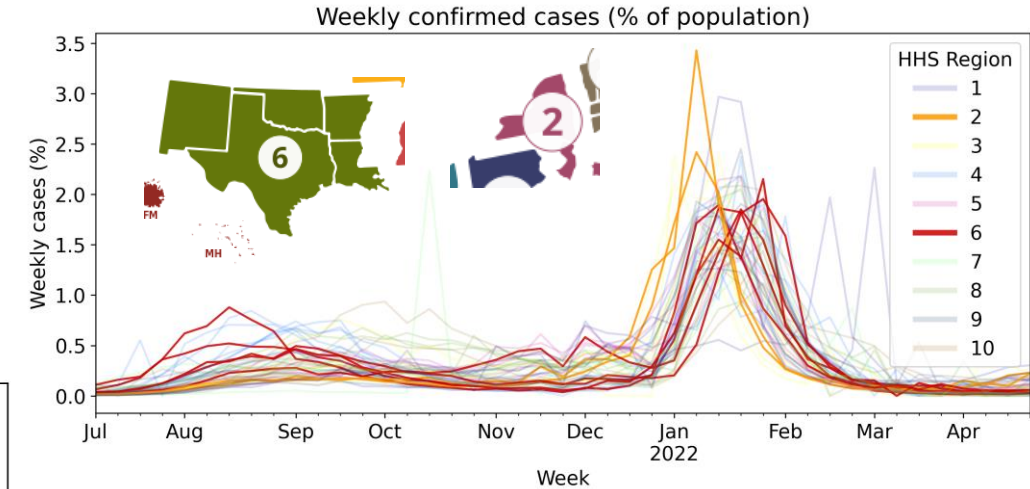 Weekly confirmed cases (% of population)
Weekly cases (%)
3.5
3.0
2.5
2.0
1.5
1.0
0.5
0.0
6
FM
MH
2
HHS Region
1
2
3
4
5
6
7
8
9
10
Jul
Aug
Sep
Oct
Nov
Dec
Jan
2022
Feb
Mar
Apr
Week